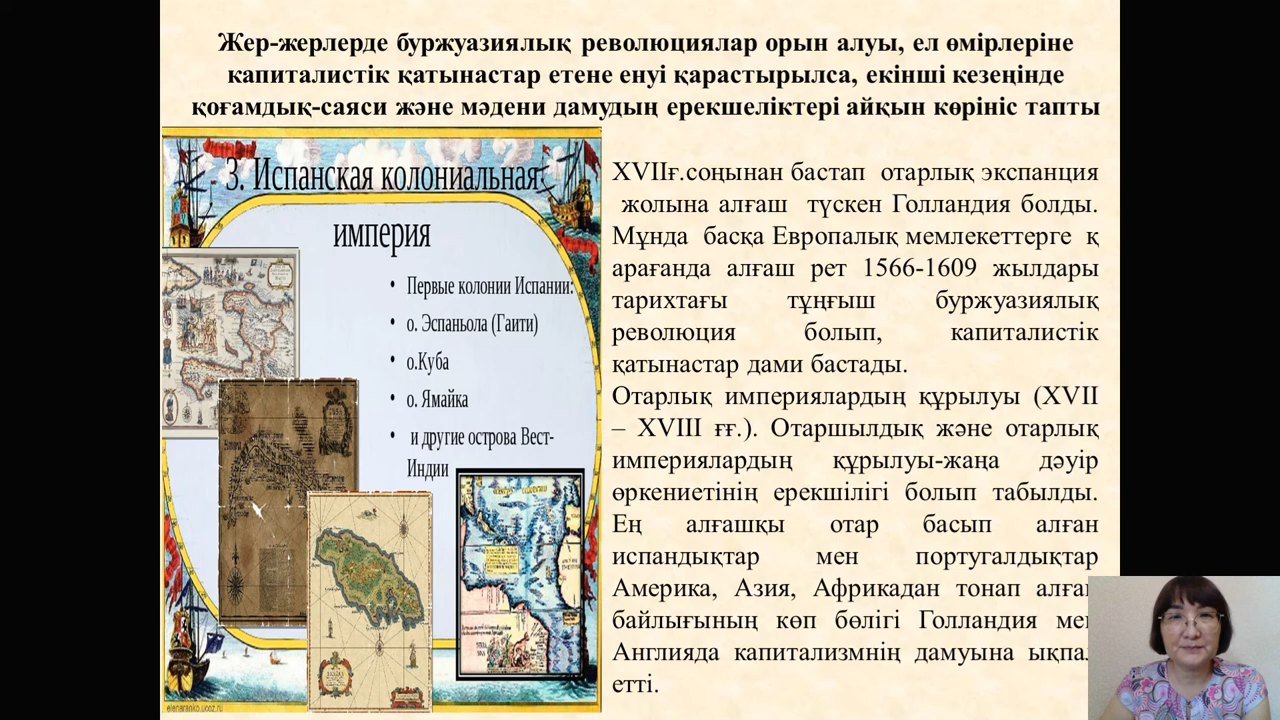 Жер-жерлерде буржуазиялық революциялар орын алуы, ел өмірлеріне
капиталистік қатынастар етене енуі қарастырылса, екінші кезеңінде
қоғамдық-саяси және мәдени дамудың ерекшеліктері айқын көрініс тапты
3. Испанская колониальная
империя
• Первые колонии Испании:
• о. Эспаньола (Гаити)
• о.Куба
• о. Ямайка
• и другие острова Вест-
Индии
elenaranko.ucoz.ru
XVIIғ.соңынан бастап отарлық экспанция
жолына алғаш түскен Голландия болды.
Мұнда басқа Европалық мемлекеттерге қ
арағанда алғаш рет 1566-1609 жылдары
тарихтағы тұңғыш буржуазиялық
революция болып, капиталистік
қатынастар дами бастады.
Отарлық империялардың құрылуы (XVII
– XVIII ғғ.). Отаршылдық және отарлық
империялардың құрылуы-жаңа дәуір
өркениетінің ерекшілігі болып табылды.
Ең алғашқы отар басып алған
испандықтар мен португалдықтар
Америка, Азия, Африкадан тонап
байлығының көп бөлігі Голландия
Англияда капитализмнің дамуына
етті.